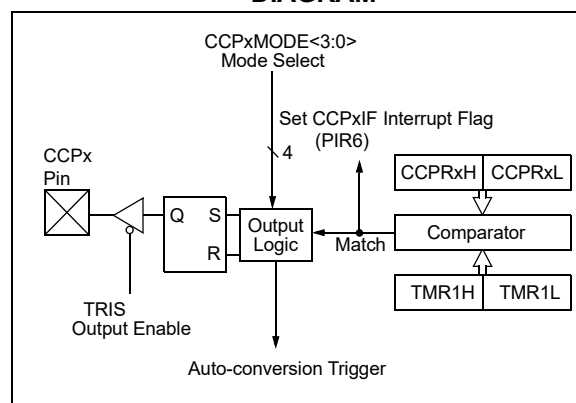 DIAGRAM
CCPxMODE<3:0>
Mode Select
Set CCPxIF Interrupt Flag
(PIR6)
4
CCPx
Pin
CCPRxH
CCPRxL
Q
S
R
Output
Logic
Match
Comparator
TMR1H
TMR1L
TRIS
Output Enable
Auto-conversion Trigger